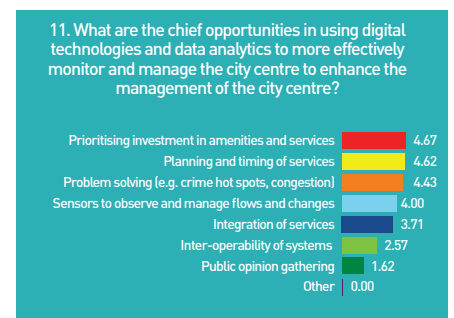 11. What are the chief opportunities in using digital
technologies and data analytics to more effectively
monitor and manage the city centre to enhance the
management of the city centre?
Prioritising investment in amenities and services 4.67
Planning and timing of services 4.62
Problem solving (e.g. crime hot spots, congestion) 4.43
Sensors to observe and manage flows and changes 4.00
Integration of services 3.71
Inter-operability of systems 2.57
Public opinion gathering 1.62
Other 0.00